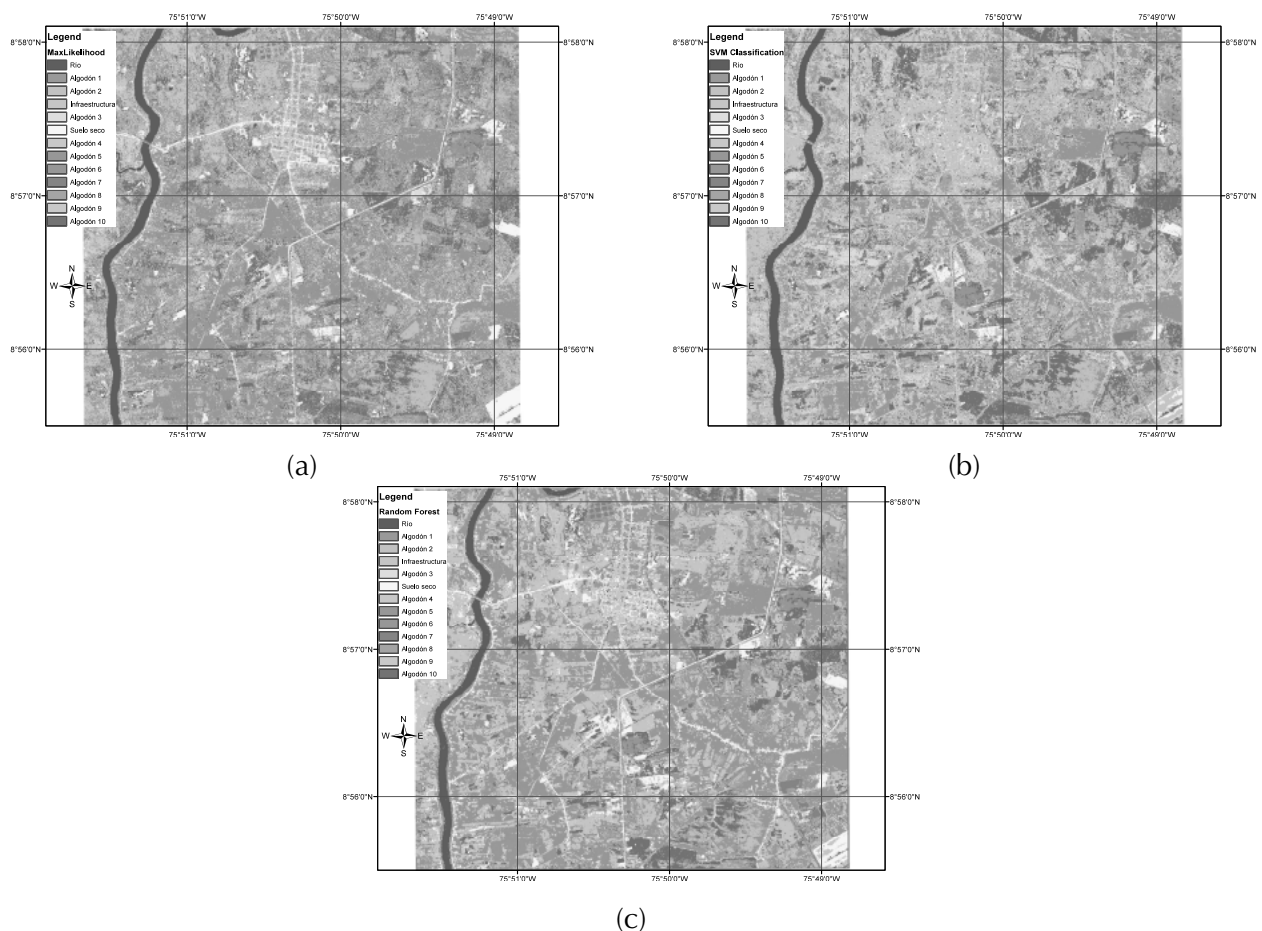 75°51'0"W 75°50'0"W 75°49'0"W
8°58'0"N 8°58'0"N
Legend
MaxLikelihood
Río
Algodón 1
Algodón 2
Infraestructura
Algodón 3
Suelo seco
Algodón 4
Algodón 5
Algodón 6
Algodón 7
Algodón 8
Algodón 9
Algodón 10
8°57'0"N 8°57'0"N
N
W E
S
8°56'0"N 8°56'0"N
75°51'0"W 75°50'0"W 75°49'0"W
(a)
75°51'0"W 75°50'0"W 75°49'0"W
8°58'0"N 8°58'0"N
Legend
SVM Classification
Río
Algodón 1
Algodón 2
Infraestructura
Algodón 3
Suelo seco
Algodón 4
Algodón 5
Algodón 6
Algodón 7
Algodón 8
Algodón 9
Algodón 10
8°57'0"N 8°57'0"N
N
W E
S
8°56'0"N 8°56'0"N
75°51'0"W 75°50'0"W 75°49'0"W
(b)
75°51'0"W 75°50'0"W 75°49'0"W
8°58'0"N 8°58'0"N
Legend
Random Forest
Río
Algodón 1
Algodón 2
Infraestructura
Algodón 3
Suelo seco
Algodón 4
Algodón 5
Algodón 6
Algodón 7
Algodón 8
Algodón 9
Algodón 10
8°57'0"N 8°57'0"N
N
W E
S
8°56'0"N 8°56'0"N
75°51'0"W 75°50'0"W 75°49'0"W
(c)